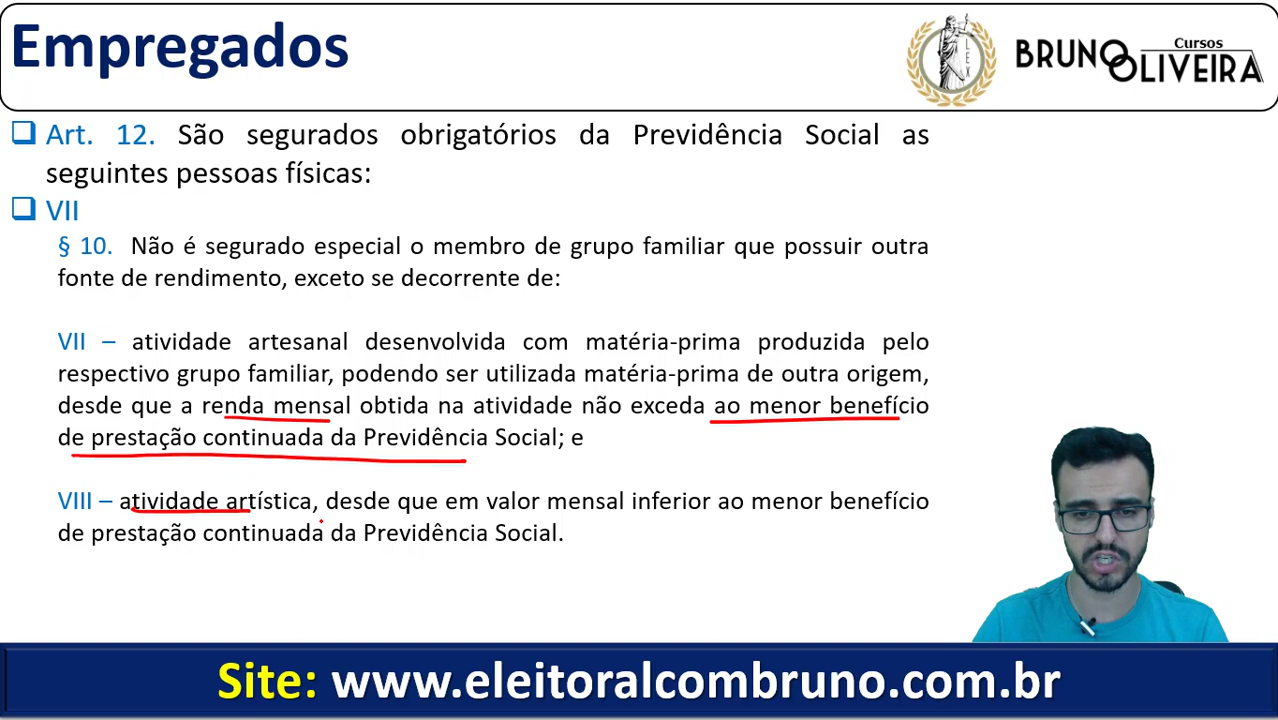 Empregados
Cursos
BRUNO
OLIVEIRA
LEX
Art. 12. São segurados obrigatórios da Previdência Social as
seguintes pessoas físicas:
VII
§ 10. Não é segurado especial o membro de grupo familiar que possuir outra
fonte de rendimento, exceto se decorrente de:
VII – atividade artesanal desenvolvida com matéria-prima produzida pelo
respectivo grupo familiar, podendo ser utilizada matéria-prima de outra origem,
desde que a renda mensal obtida na atividade não exceda ao menor benefício
de prestação continuada da Previdência Social; e
VIII – atividade artística, desde que em valor mensal inferior ao menor benefício
de prestação continuada da Previdência Social.
Site: www.eleitoralcombruno.com.br